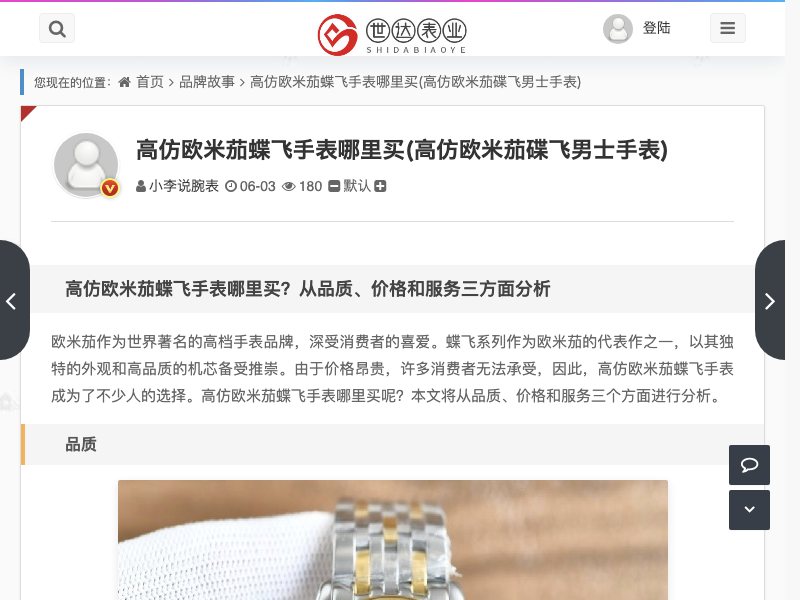 世达表业
SHIDABIAOYE
登陆
您现在的位置: 首页 > 品牌故事 > 高仿欧米茄蝶飞手表哪里买(高仿欧米茄碟飞男士手表)
高仿欧米茄蝶飞手表哪里买(高仿欧米茄碟飞男士手表)
小李说腕表 06-03 180 默认
高仿欧米茄蝶飞手表哪里买？从品质、价格和服务三方面分析
欧米茄作为世界著名的高档手表品牌，深受消费者的喜爱。蝶飞系列作为欧米茄的代表作之一，以其独
特的外观和高品质的机芯备受推崇。由于价格昂贵，许多消费者无法承受，因此，高仿欧米茄蝶飞手表
成为了不少人的选择。高仿欧米茄蝶飞手表哪里买呢？本文将从品质、价格和服务三个方面进行分析。
品质